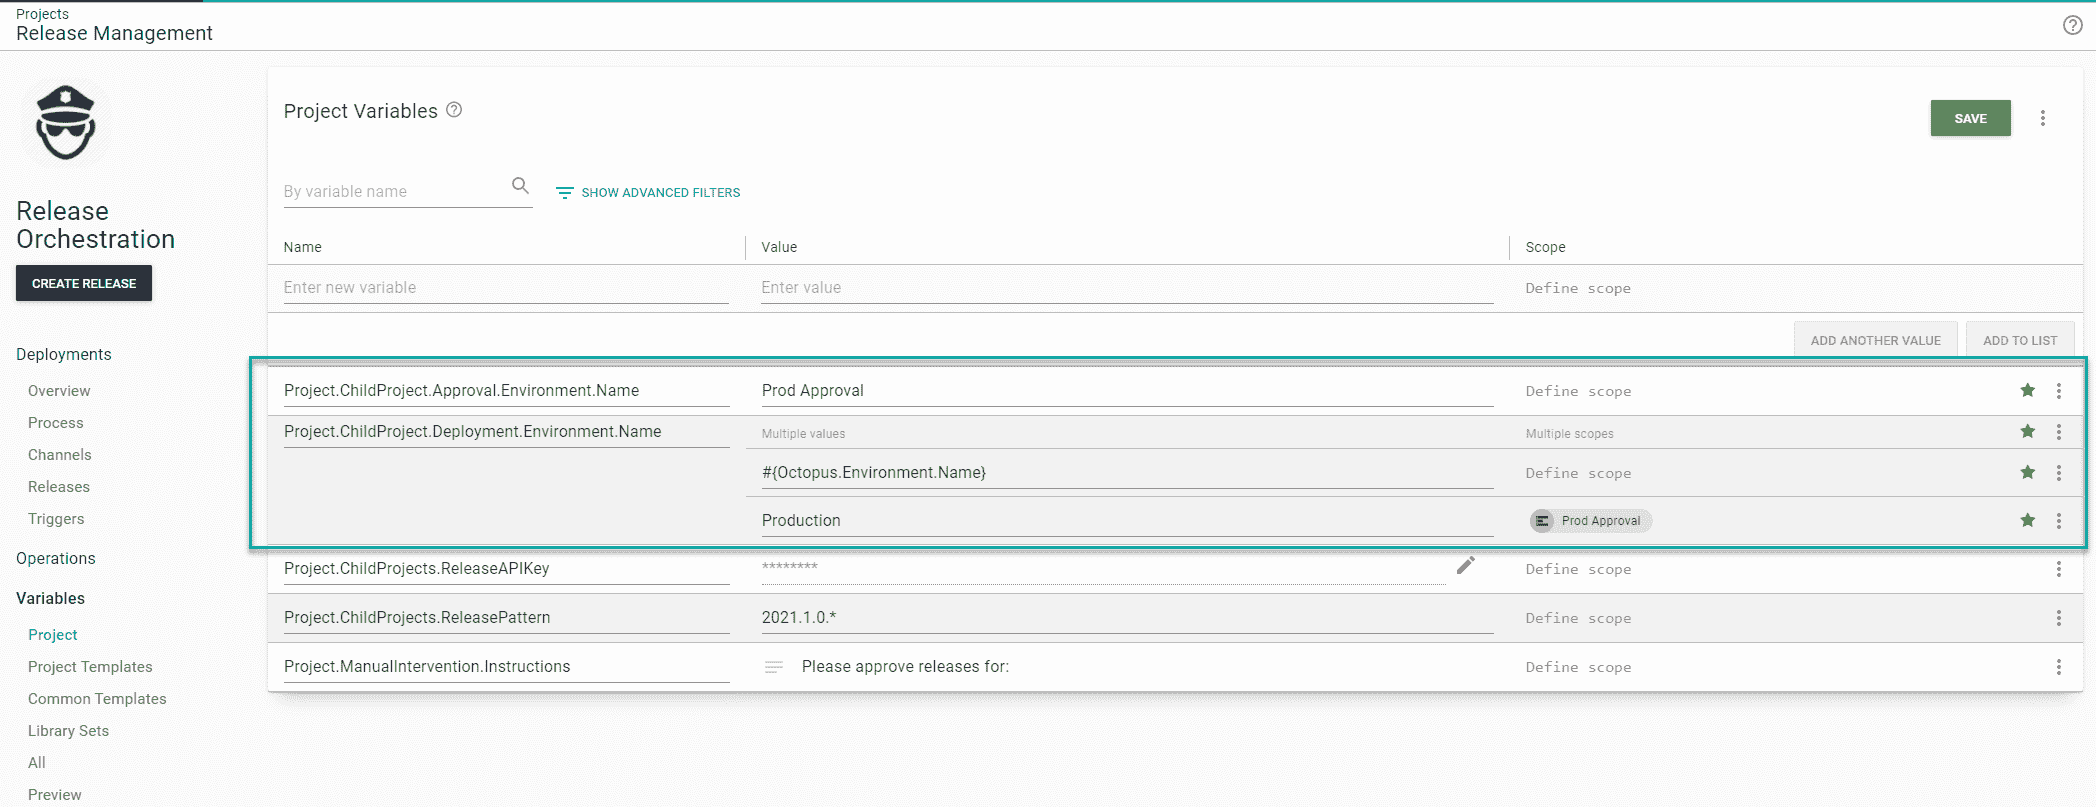 Projects
Release Management
Release
Orchestration
CREATE RELEASE
Deployments
Overview
Process
Channels
Releases
Triggers
Operations
Variables
Project
Project Templates
Common Templates
Library Sets
All
Preview
Project Variables
SAVE
By variable name
SHOW ADVANCED FILTERS
Name Value Scope
Enter new variable Enter value Define scope
ADD ANOTHER VALUE ADD TO LIST
Project.ChildProject.Approval.Environment.Name Prod Approval Define scope
Project.ChildProject.Deployment.Environment.Name Multiple values Multiple scopes
#{Octopus.Environment.Name} Define scope
Production Prod Approval
Project.ChildProjects.ReleaseAPIKey ******** Define scope
Project.ChildProjects.ReleasePattern 2021.1.0.* Define scope
Project.ManualIntervention.Instructions Please approve releases for: Define scope